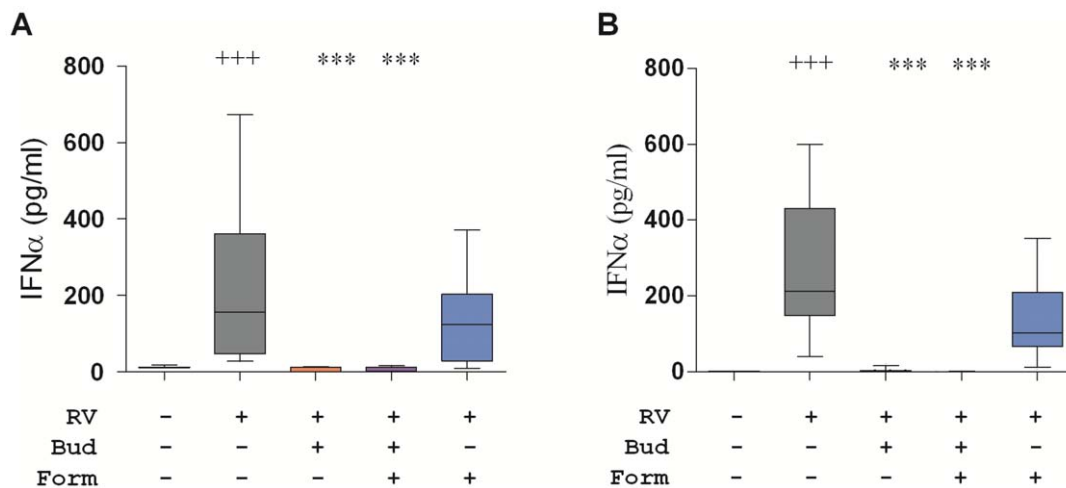 A
+++ *** ***
800
600
400
200
0
IFNα (pg/ml)
RV - + + + +
Bud - - + + -
Form - - - + +
B
+++ *** ***
800
600
400
200
0
IFNα (pg/ml)
RV - + + + +
Bud - - + + -
Form - - - + +